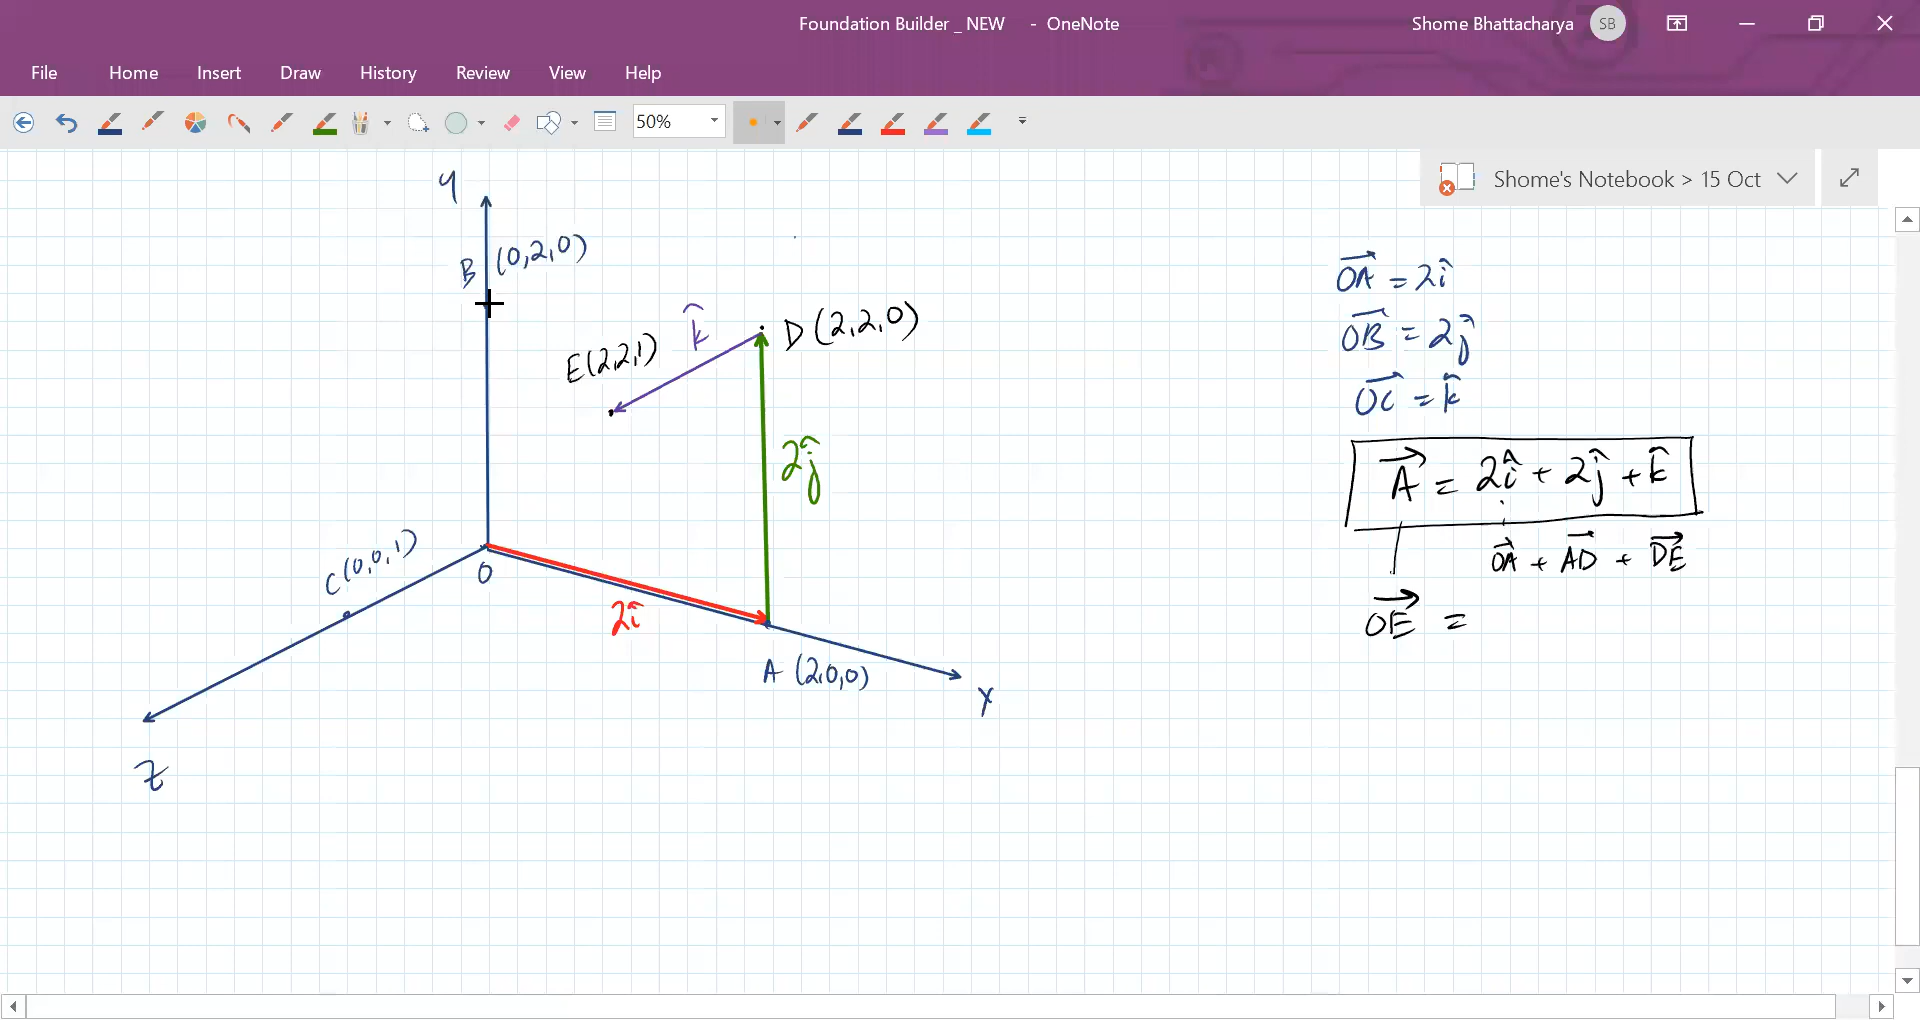 Foundation Builder _ NEW - OneNote
Shome Bhattacharya SB
File Home Insert Draw History Review View Help
50%
Shome's Notebook > 15 Oct
y
B (0,2,0)
D (2,2,0)
k̂
E(2,2,1)
2ĵ
C(0,0,1)
O
2î
A (2,0,0)
X
Z
OA⃗ = 2î
OB⃗ = 2ĵ
OC⃗ = k̂
A⃗ = 2î + 2ĵ + k̂
OA⃗ + AD⃗ + DE⃗
OE⃗ =